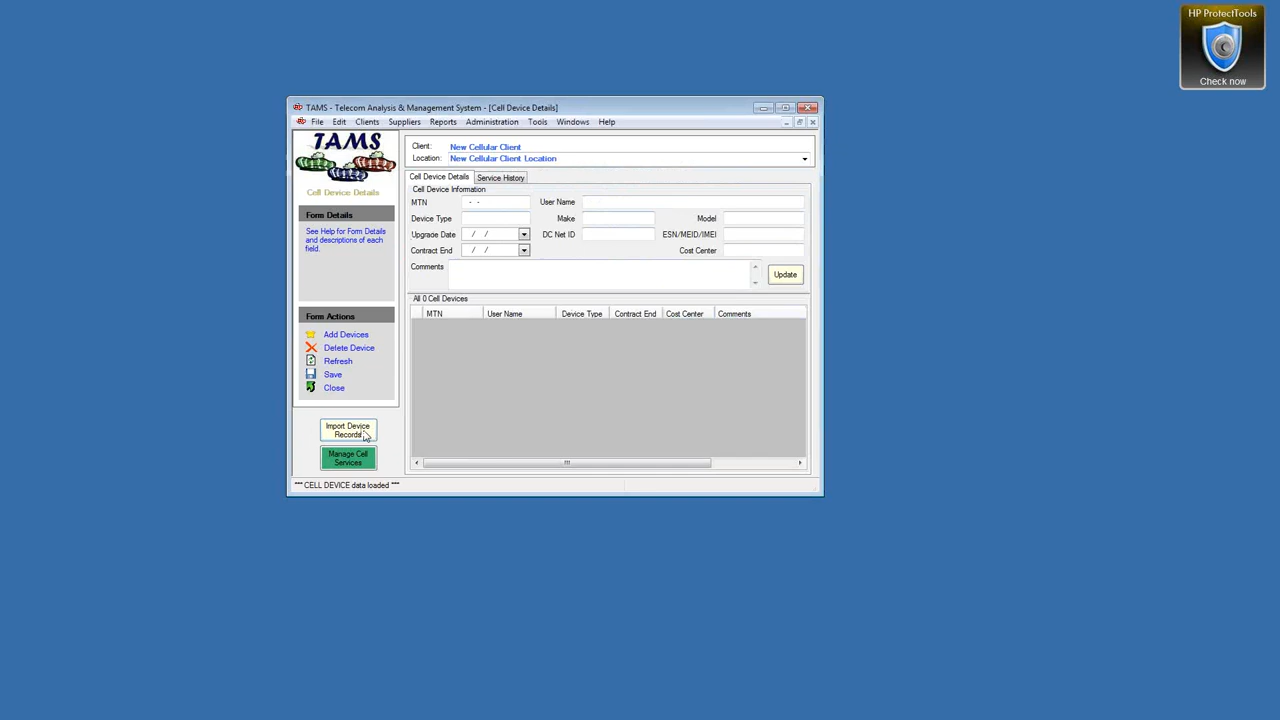 HP ProtectTools
Check now
TAMS - Telecom Analysis & Management System - [Cell Device Details]
File Edit Clients Suppliers Reports Administration Tools Windows Help
TAMS
Cell Device Details
Client: New Cellular Client
Location: New Cellular Client Location
Cell Device Details Service History
Cell Device Information
MTN - - User Name
Device Type Make Model
Upgrade Date / / DC Net ID ESN/MEID/IMEI
Contract End / / Cost Center
Comments
Update
All 0 Cell Devices
MTN User Name Device Type Contract End Cost Center Comments
Form Details
See Help for Form Details
and descriptions of each
field.
Form Actions
Add Devices
Delete Device
Refresh
Save
Close
Import Device
Records
Manage Cell
Services
*** CELL DEVICE data loaded ***